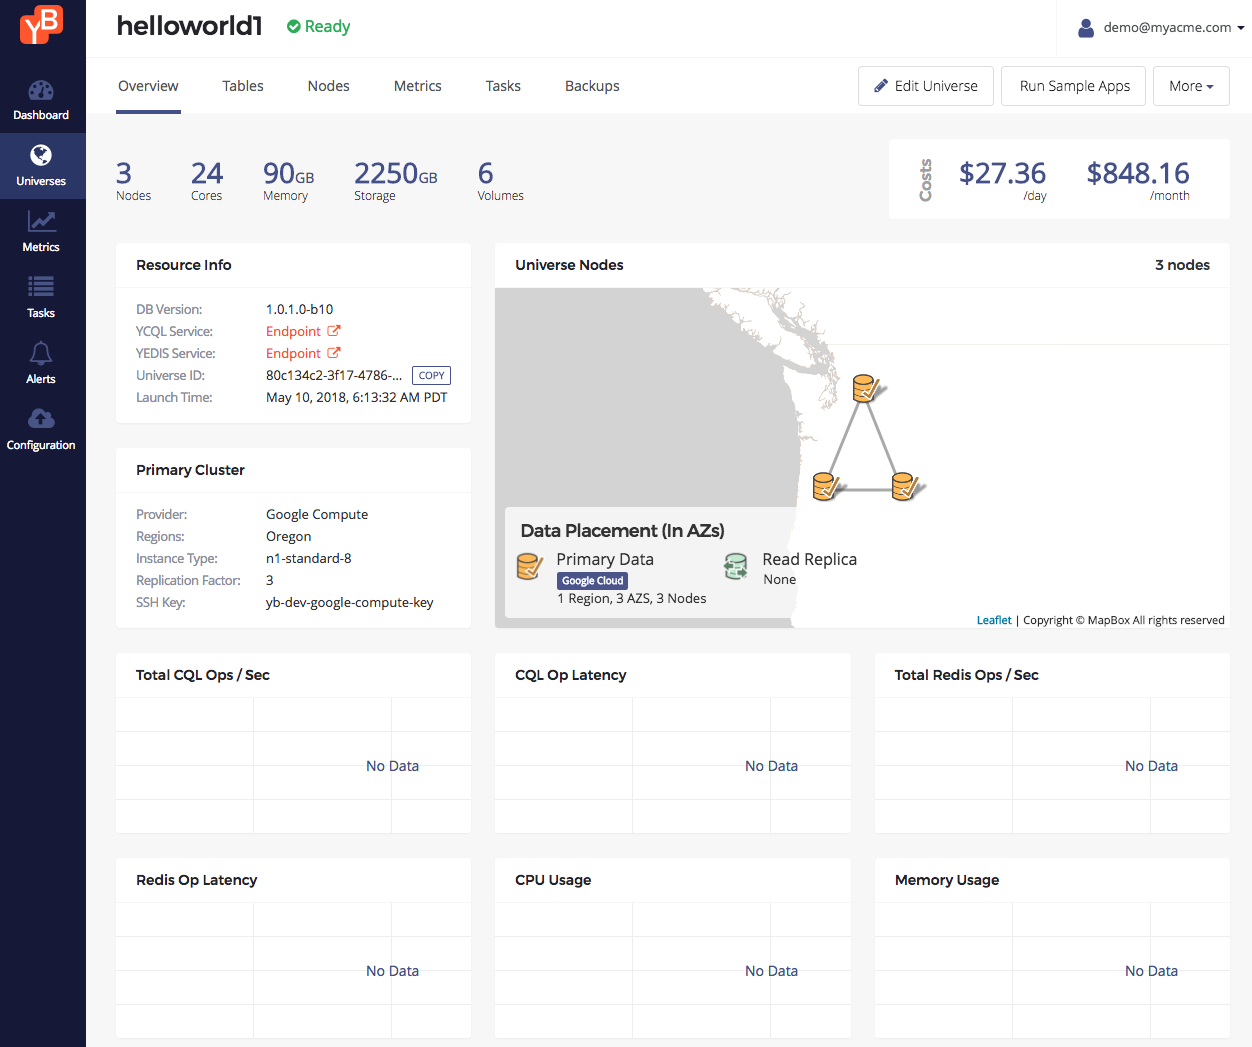 YB
helloworld1
Ready
demo@myacme.com
Dashboard
Universes
Metrics
Tasks
Alerts
Configuration
Overview Tables Nodes Metrics Tasks Backups
Edit Universe
Run Sample Apps
More
3 24 90GB 2250GB 6
Nodes Cores Memory Storage Volumes
Costs
$27.36 $848.16
/day /month
Resource Info
DB Version: 1.0.1.0-b10
YCQL Service: Endpoint
YEDIS Service: Endpoint
Universe ID: 80c134c2-3f17-4786-... COPY
Launch Time: May 10, 2018, 6:13:32 AM PDT
Primary Cluster
Provider: Google Compute
Regions: Oregon
Instance Type: n1-standard-8
Replication Factor: 3
SSH Key: yb-dev-google-compute-key
Universe Nodes 3 nodes
Data Placement (In AZs)
Primary Data
Google Cloud
1 Region, 3 AZS, 3 Nodes
Read Replica
None
Leaflet | Copyright © MapBox All rights reserved
Total CQL Ops / Sec
No Data
CQL Op Latency
No Data
Total Redis Ops / Sec
No Data
Redis Op Latency
No Data
CPU Usage
No Data
Memory Usage
No Data